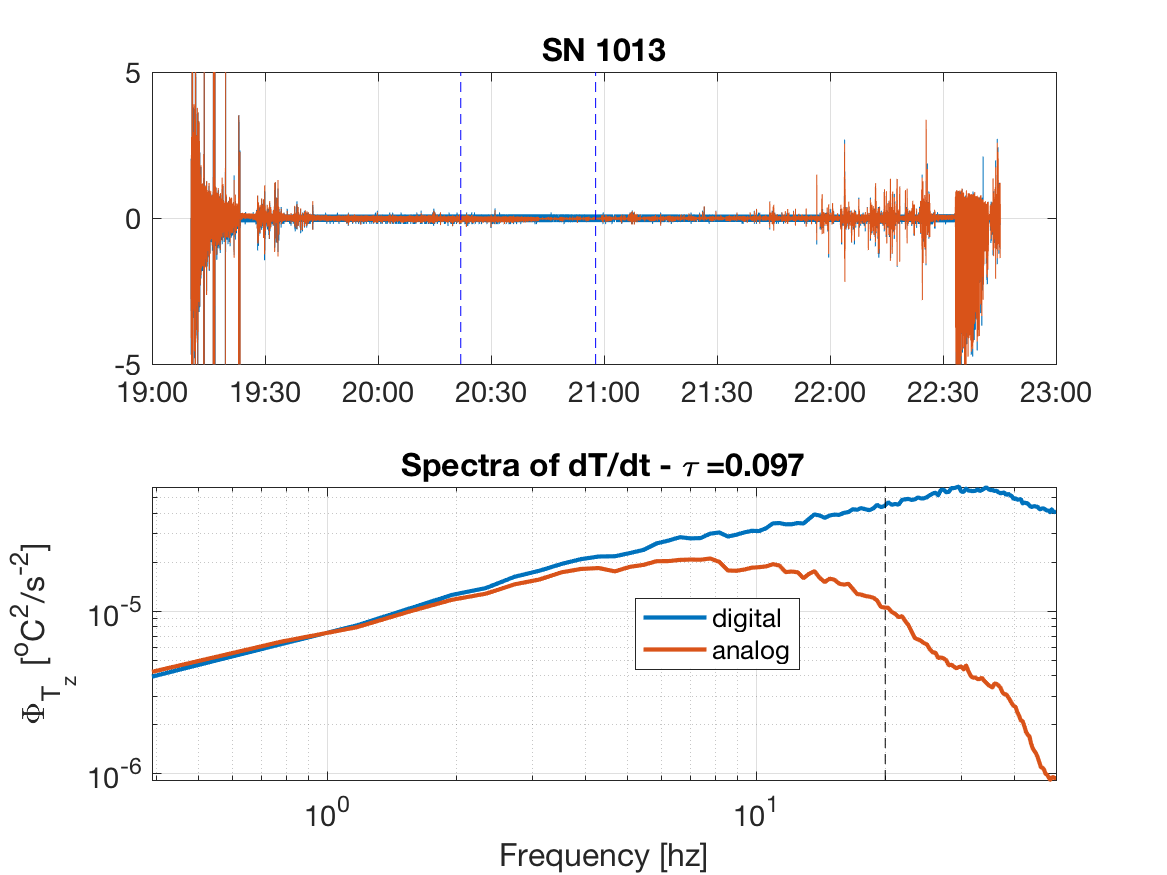 SN 1013
5
0
-5
19:00 19:30 20:00 20:30 21:00 21:30 22:00 22:30 23:00
Spectra of dT/dt - τ =0.097
Φ_{T_z} [°C²/s⁻²]
10⁻⁵
10⁻⁶
digital
analog
10⁰ 10¹
Frequency [hz]